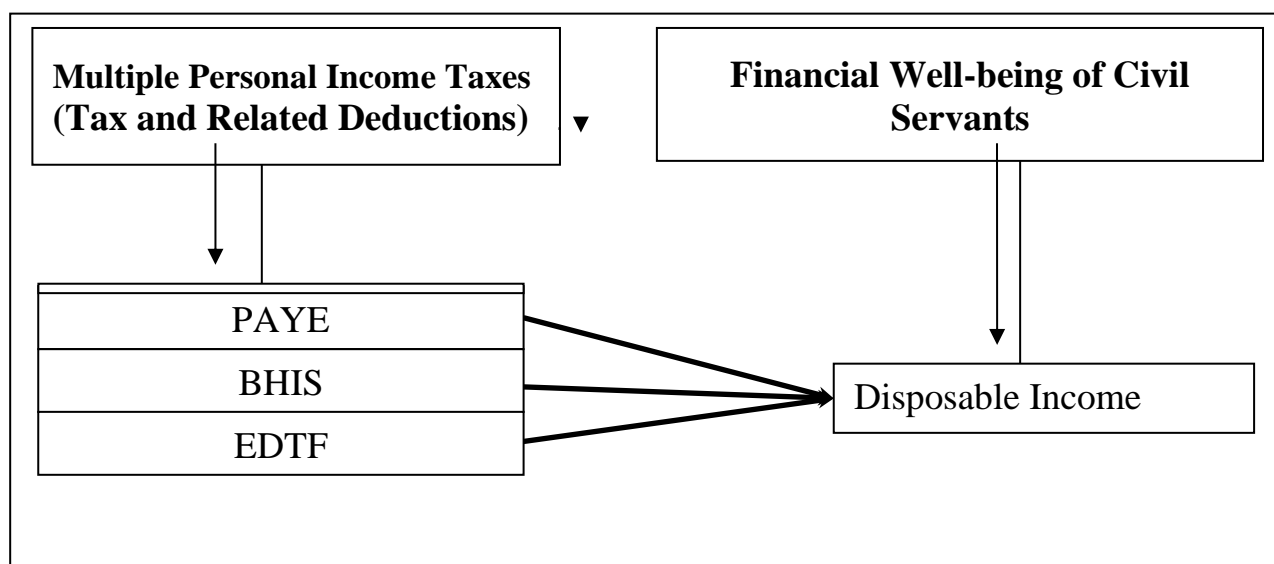 Multiple Personal Income Taxes
(Tax and Related Deductions)
Financial Well-being of Civil
Servants
PAYE
BHIS
EDTF
Disposable Income